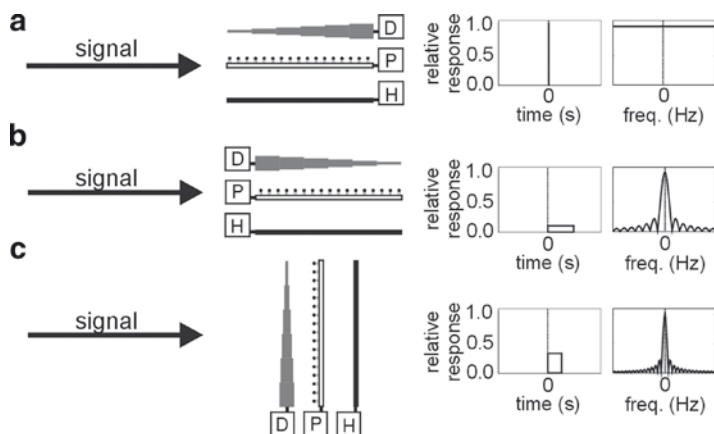 a
signal
D
P
H
relative
response
1.0
0.5
0.0
0
0
time (s)
freq. (Hz)
b
signal
D
P
H
relative
response
1.0
0.5
0.0
0
0
time (s)
freq. (Hz)
c
signal
D P H
relative
response
1.0
0.5
0.0
0
0
time (s)
freq. (Hz)